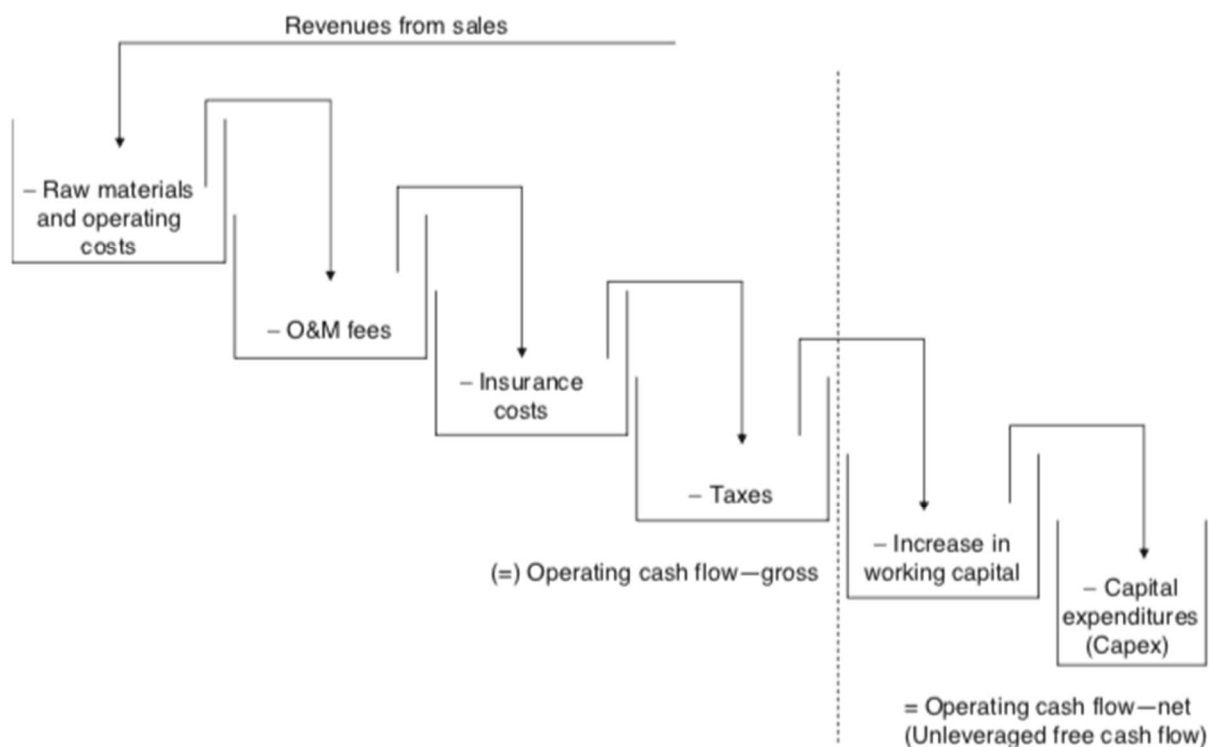 Revenues from sales
– Raw materials
and operating
costs
– O&M fees
– Insurance
costs
– Taxes
(=) Operating cash flow—gross
– Increase in
working capital
– Capital
expenditures
(Capex)
= Operating cash flow—net
(Unleveraged free cash flow)